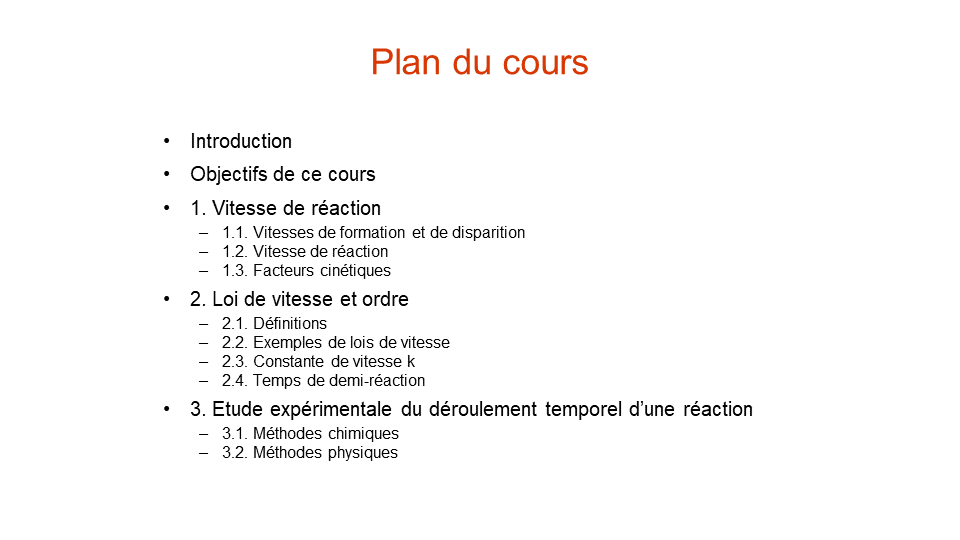 Plan du cours
• Introduction
• Objectifs de ce cours
• 1. Vitesse de réaction
– 1.1. Vitesses de formation et de disparition
– 1.2. Vitesse de réaction
– 1.3. Facteurs cinétiques
• 2. Loi de vitesse et ordre
– 2.1. Définitions
– 2.2. Exemples de lois de vitesse
– 2.3. Constante de vitesse k
– 2.4. Temps de demi-réaction
• 3. Etude expérimentale du déroulement temporel d’une réaction
– 3.1. Méthodes chimiques
– 3.2. Méthodes physiques